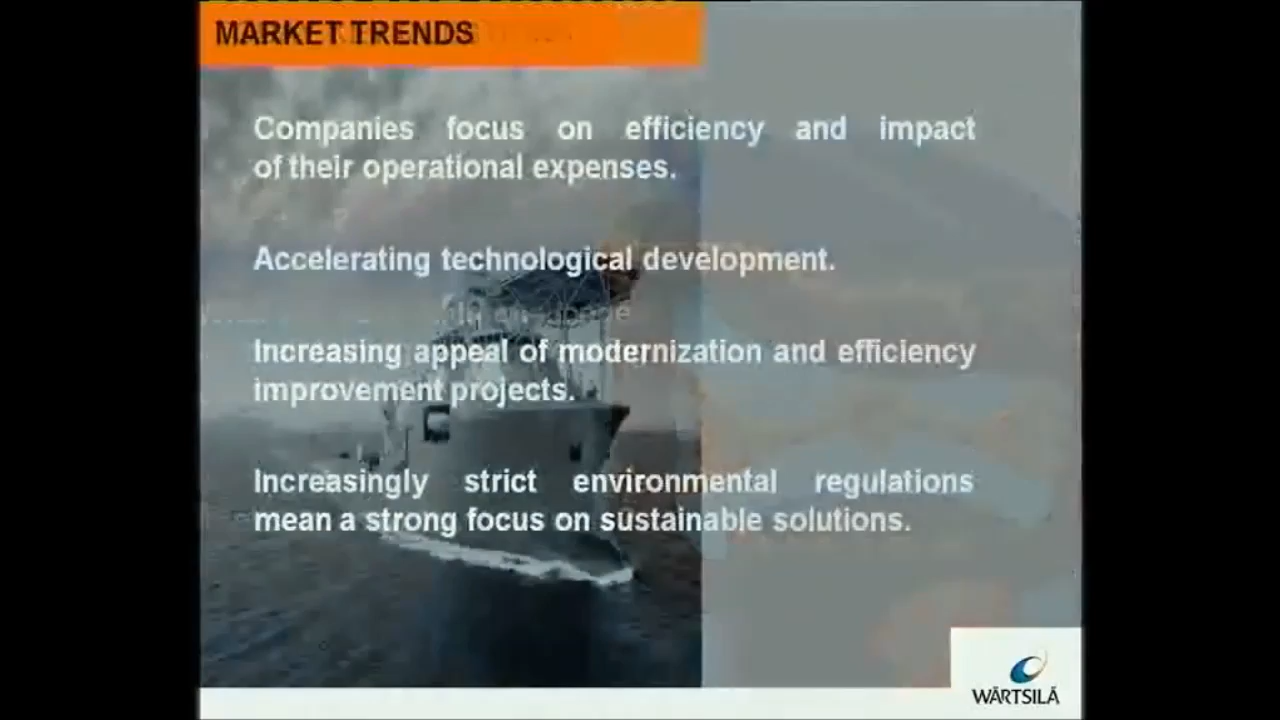 MARKET TRENDS
Companies focus on efficiency and impact
of their operational expenses.
Accelerating technological development.
Increasing appeal of modernization and efficiency
improvement projects.
Increasingly strict environmental regulations
mean a strong focus on sustainable solutions.
WÄRTSILÄ